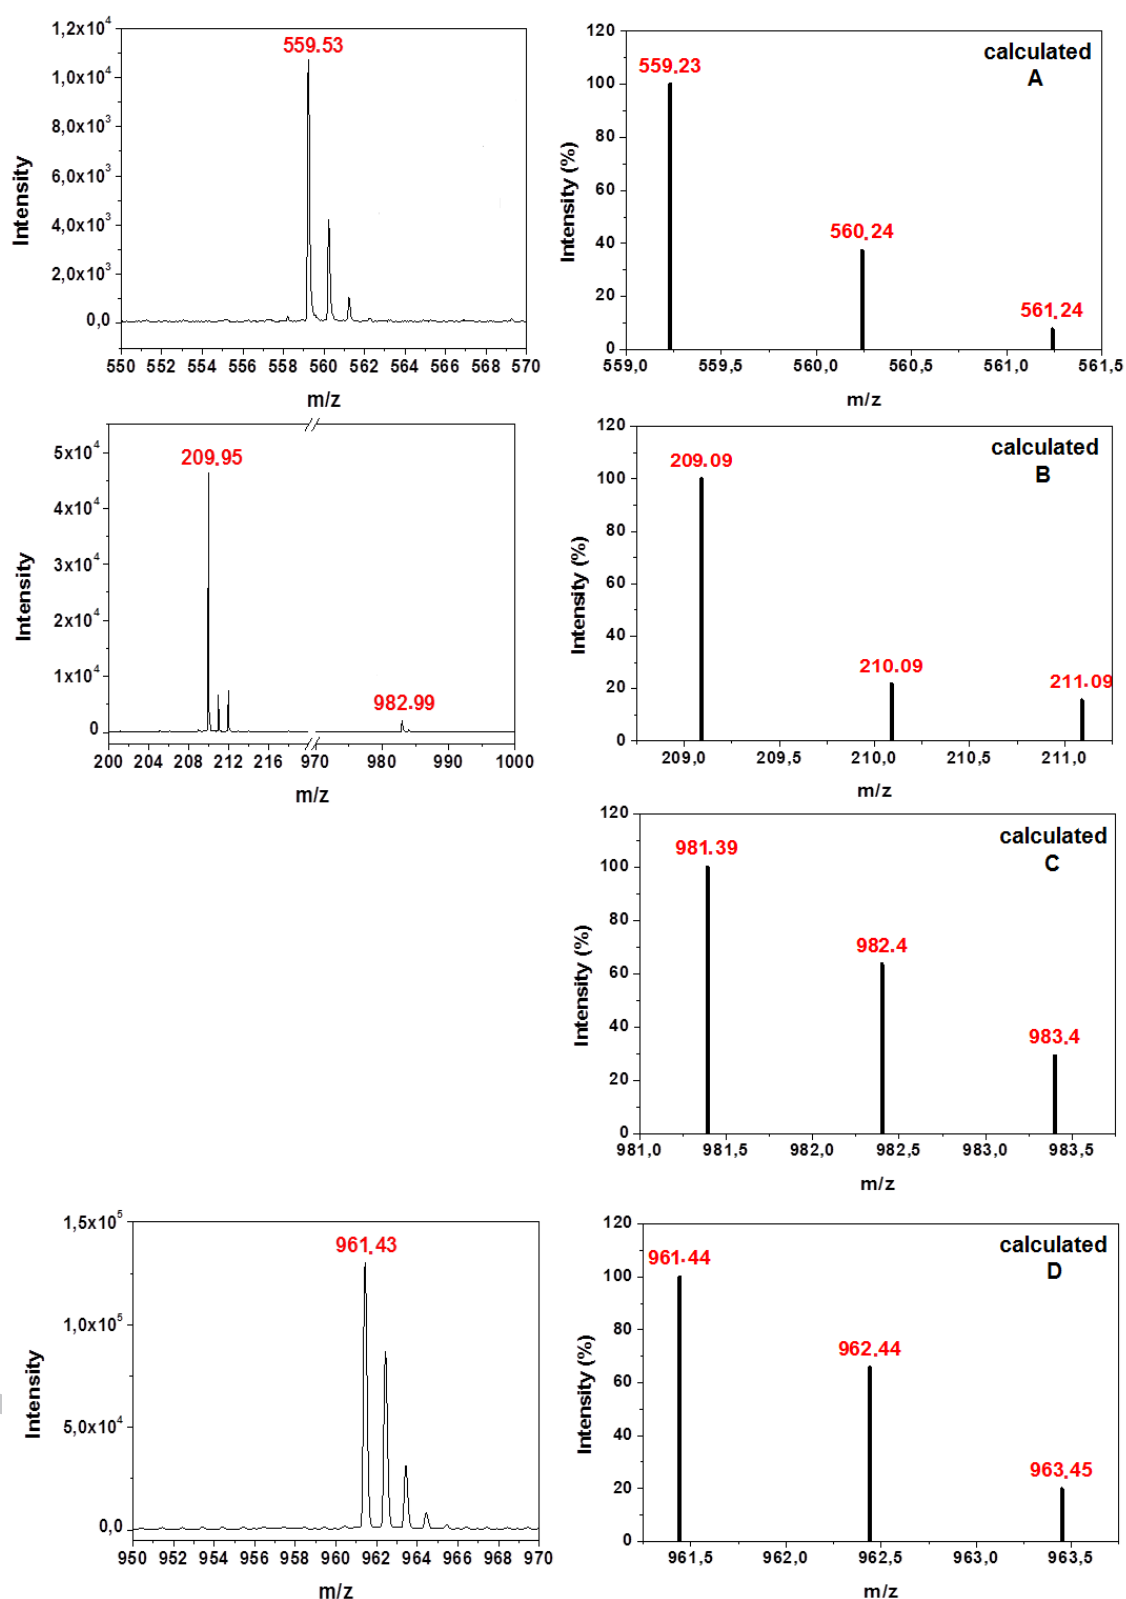 1,2x10⁴
1,0x10⁴
8,0x10³
6,0x10³
4,0x10³
2,0x10³
0,0
Intensity
559.53
550 552 554 556 558 560 562 564 566 568 570
m/z
120
100
80
60
40
20
0
Intensity (%)
calculated
A
559.23
560.24
561.24
559,0 559,5 560,0 560,5 561,0 561,5
m/z
5x10⁴
4x10⁴
3x10⁴
2x10⁴
1x10⁴
0
Intensity
209.95
982.99
200 204 208 212 216 970 980 990 1000
m/z
120
100
80
60
40
20
0
Intensity (%)
calculated
B
209.09
210.09
211.09
209,0 209,5 210,0 210,5 211,0
m/z
120
100
80
60
40
20
0
Intensity (%)
calculated
C
981.39
982.4
983.4
981,0 981,5 982,0 982,5 983,0 983,5
m/z
1,5x10⁵
1,0x10⁵
5,0x10⁴
0,0
Intensity
961.43
950 952 954 956 958 960 962 964 966 968 970
m/z
120
100
80
60
40
20
0
Intensity (%)
calculated
D
961.44
962.44
963.45
961,5 962,0 962,5 963,0 963,5
m/z